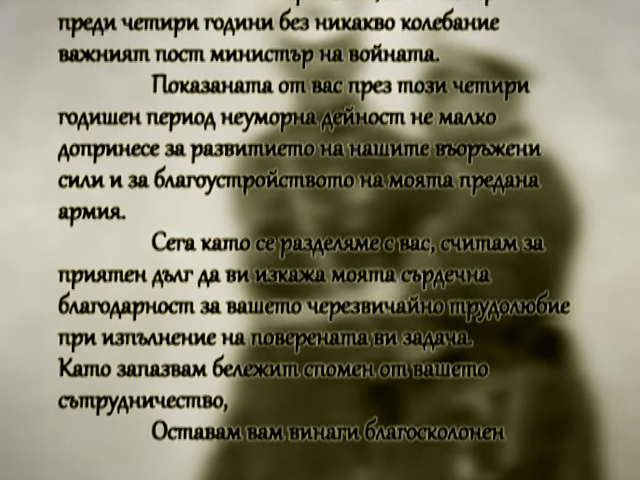 преди четири години без никакво колебание
важният пост министър на войната.
Показаната от вас през този четири
годишен период неуморна дейност не малко
допринесе за развитието на нашите въоръжени
сили и за благоустройството на моята предана
армия.
Сега като се разделяме с вас, считам за
приятен дълг да ви изкажа моята сърдечна
благодарност за вашето черезвичайно трудолюбие
при изпълнение на поверената ви задача.
Като запазвам бележит спомен от вашето
сътрудничество,
Оставам вам винаги благосколонен